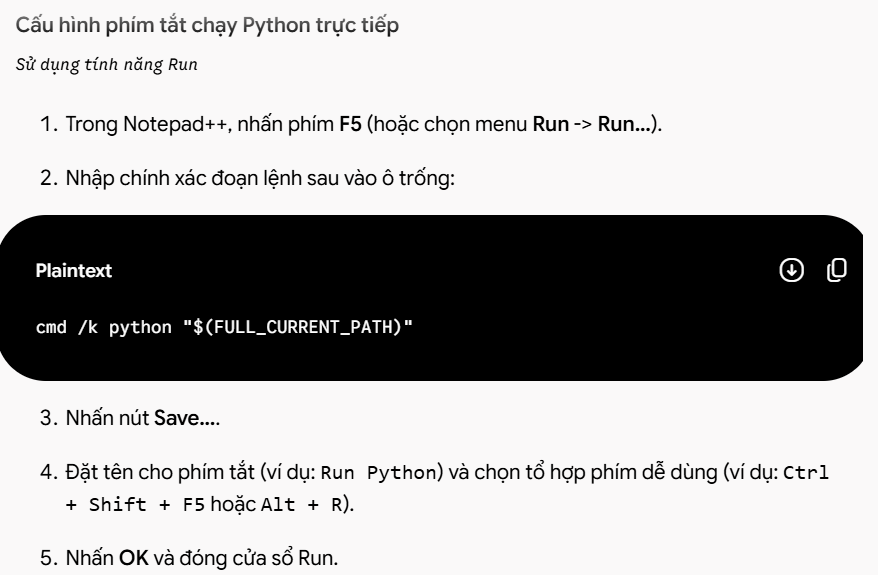 Cấu hình phím tắt chạy Python trực tiếp
Sử dụng tính năng Run
1. Trong Notepad++, nhấn phím F5 (hoặc chọn menu Run -> Run...).
2. Nhập chính xác đoạn lệnh sau vào ô trống:
Plaintext
cmd /k python "$(FULL_CURRENT_PATH)"
3. Nhấn nút Save....
4. Đặt tên cho phím tắt (ví dụ: Run Python) và chọn tổ hợp phím dễ dùng (ví dụ: Ctrl
+ Shift + F5 hoặc Alt + R).
5. Nhấn OK và đóng cửa sổ Run.